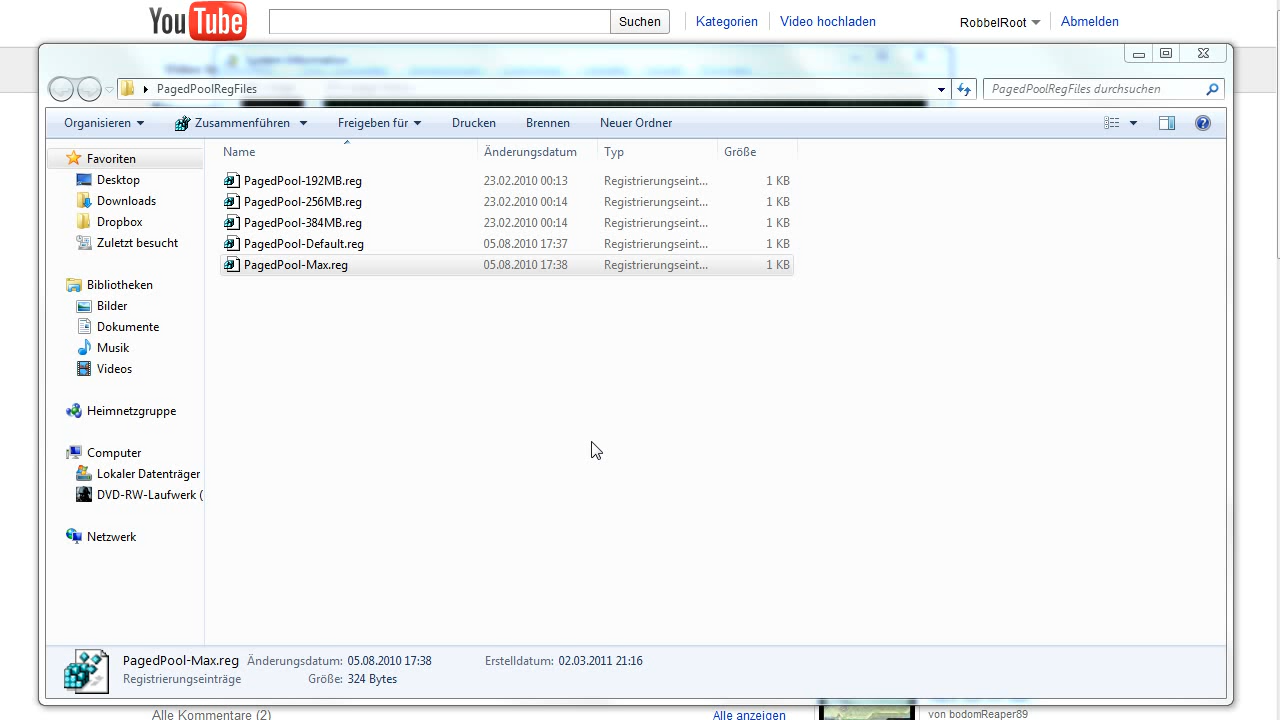 YouTube
Suchen
Kategorien
Video hochladen
RobbelRoot
Abmelden
System Information
PagedPoolRegFiles
PagedPoolRegFiles durchsuchen
Organisieren
Zusammenführen
Freigeben für
Drucken
Brennen
Neuer Ordner
Name
Änderungsdatum
Typ
Größe
PagedPool-192MB.reg 23.02.2010 00:13 Registrierungseint... 1 KB
PagedPool-256MB.reg 23.02.2010 00:14 Registrierungseint... 1 KB
PagedPool-384MB.reg 23.02.2010 00:14 Registrierungseint... 1 KB
PagedPool-Default.reg 05.08.2010 17:37 Registrierungseint... 1 KB
PagedPool-Max.reg 05.08.2010 17:38 Registrierungseint... 1 KB
Favoriten
Desktop
Downloads
Dropbox
Zuletzt besucht
Bibliotheken
Bilder
Dokumente
Musik
Videos
Heimnetzgruppe
Computer
Lokaler Datenträger
DVD-RW-Laufwerk (
Netzwerk
PagedPool-Max.reg Änderungsdatum: 05.08.2010 17:38 Erstelldatum: 02.03.2011 21:16
Registrierungseinträge Größe: 324 Bytes
Alle Kommentare (2)
Alle anzeigen
von bodomReaper89